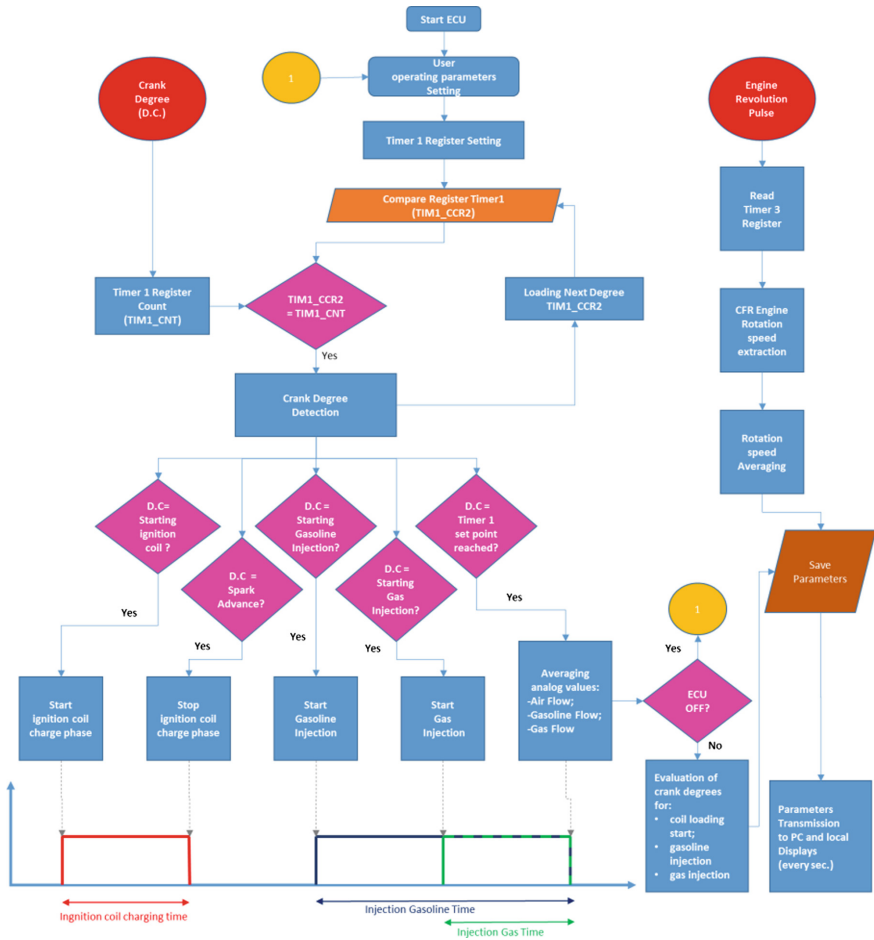 Start ECU
1
User
operating parameters
Setting
Crank
Degree
(D.C.)
Engine
Revolution
Pulse
Timer 1 Register Setting
Compare Register Timer1
(TIM1_CCR2)
Read
Timer 3
Register
Timer 1 Register
Count
(TIM1_CNT)
TIM1_CCR2
= TIM1_CNT
Loading Next Degree
TIM1_CCR2
CFR Engine
Rotation
speed
extraction
Yes
Crank Degree
Detection
Rotation
speed
Averaging
D.C=
Starting
ignition
coil ?
D.C =
Spark
Advance?
D.C=
Starting
Gasoline
Injection?
D.C =
Starting
Gas
Injection?
D.C =
Timer 1
set point
reached?
Save
Parameters
Yes
Yes
Yes
Yes
Yes
1
Yes
Start
ignition coil
charge phase
Stop
ignition coil
charge phase
Start
Gasoline
Injection
Start
Gas
Injection
Averaging
analog values:
-Air Flow;
-Gasoline Flow;
-Gas Flow
ECU
OFF?
No
Evaluation of
crank degrees
for:
• coil loading
start;
• gasoline
injection
• gas injection
Parameters
Transmission
to PC and local
Displays
(every sec.)
Ingnition coil charging time
Injection Gasoline Time
Injection Gas Time